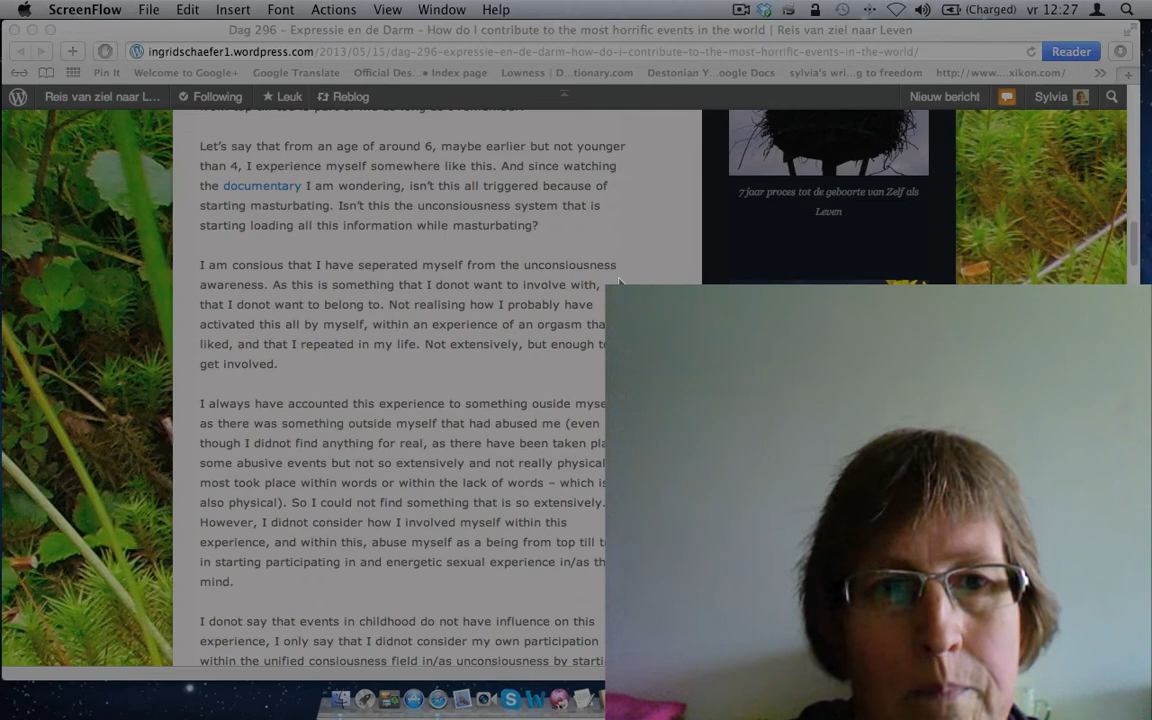 ScreenFlow File Edit Insert Font Actions View Window Help (Charged) vr 12:27
Dag 296 - Expressie en de Darm - How do I contribute to the most horrific events in the world | Reis van ziel naar Leven
ingridschaefer1.wordpress.com/2013/05/15/dag-296-expressie-en-de-darm-how-do-i-contribute-to-the-most-horrific-events-in-the-world/ Reader
Pin It Welcome to Google+ Google Translate Official Des...• Index page Lowness | D...tionary.com Destonian Y...oogle Docs sylvia's wri...g to freedom http://www....xikon.com/
Reis van ziel naar L... Following Leuk Reblog Nieuw bericht Sylvia
Let's say that from an age of around 6, maybe earlier but not younger
than 4, I experience myself somewhere like this. And since watching
the documentary I am wondering, isn't this all triggered because of
starting masturbating. Isn't this the unconsiousness system that is
starting loading all this information while masturbating?
I am consious that I have seperated myself from the unconsiousness
awareness. As this is something that I donot want to involve with,
that I donot want to belong to. Not realising how I probably have
activated this all by myself, within an experience of an orgasm tha
liked, and that I repeated in my life. Not extensively, but enough to
get involved.
I always have accounted this experience to something ouside myse
as there was something outside myself that had abused me (even
though I didnot find anything for real, as there have been taken pla
some abusive events but not so extensively and not really physical
most took place within words or within the lack of words – which is
also physical). So I could not find something that is so extensively.
However, I didnot consider how I involved myself within this
experience, and within this, abuse myself as a being from top till t
in starting participating in and energetic sexual experience in/as th
mind.
I donot say that events in childhood do not have influence on this
experience, I only say that I didnot consider my own participation
within the unified consiousness field in/as unconsiousness by starti
7 jaar proces tot de geboorte van Zelf als
Leven